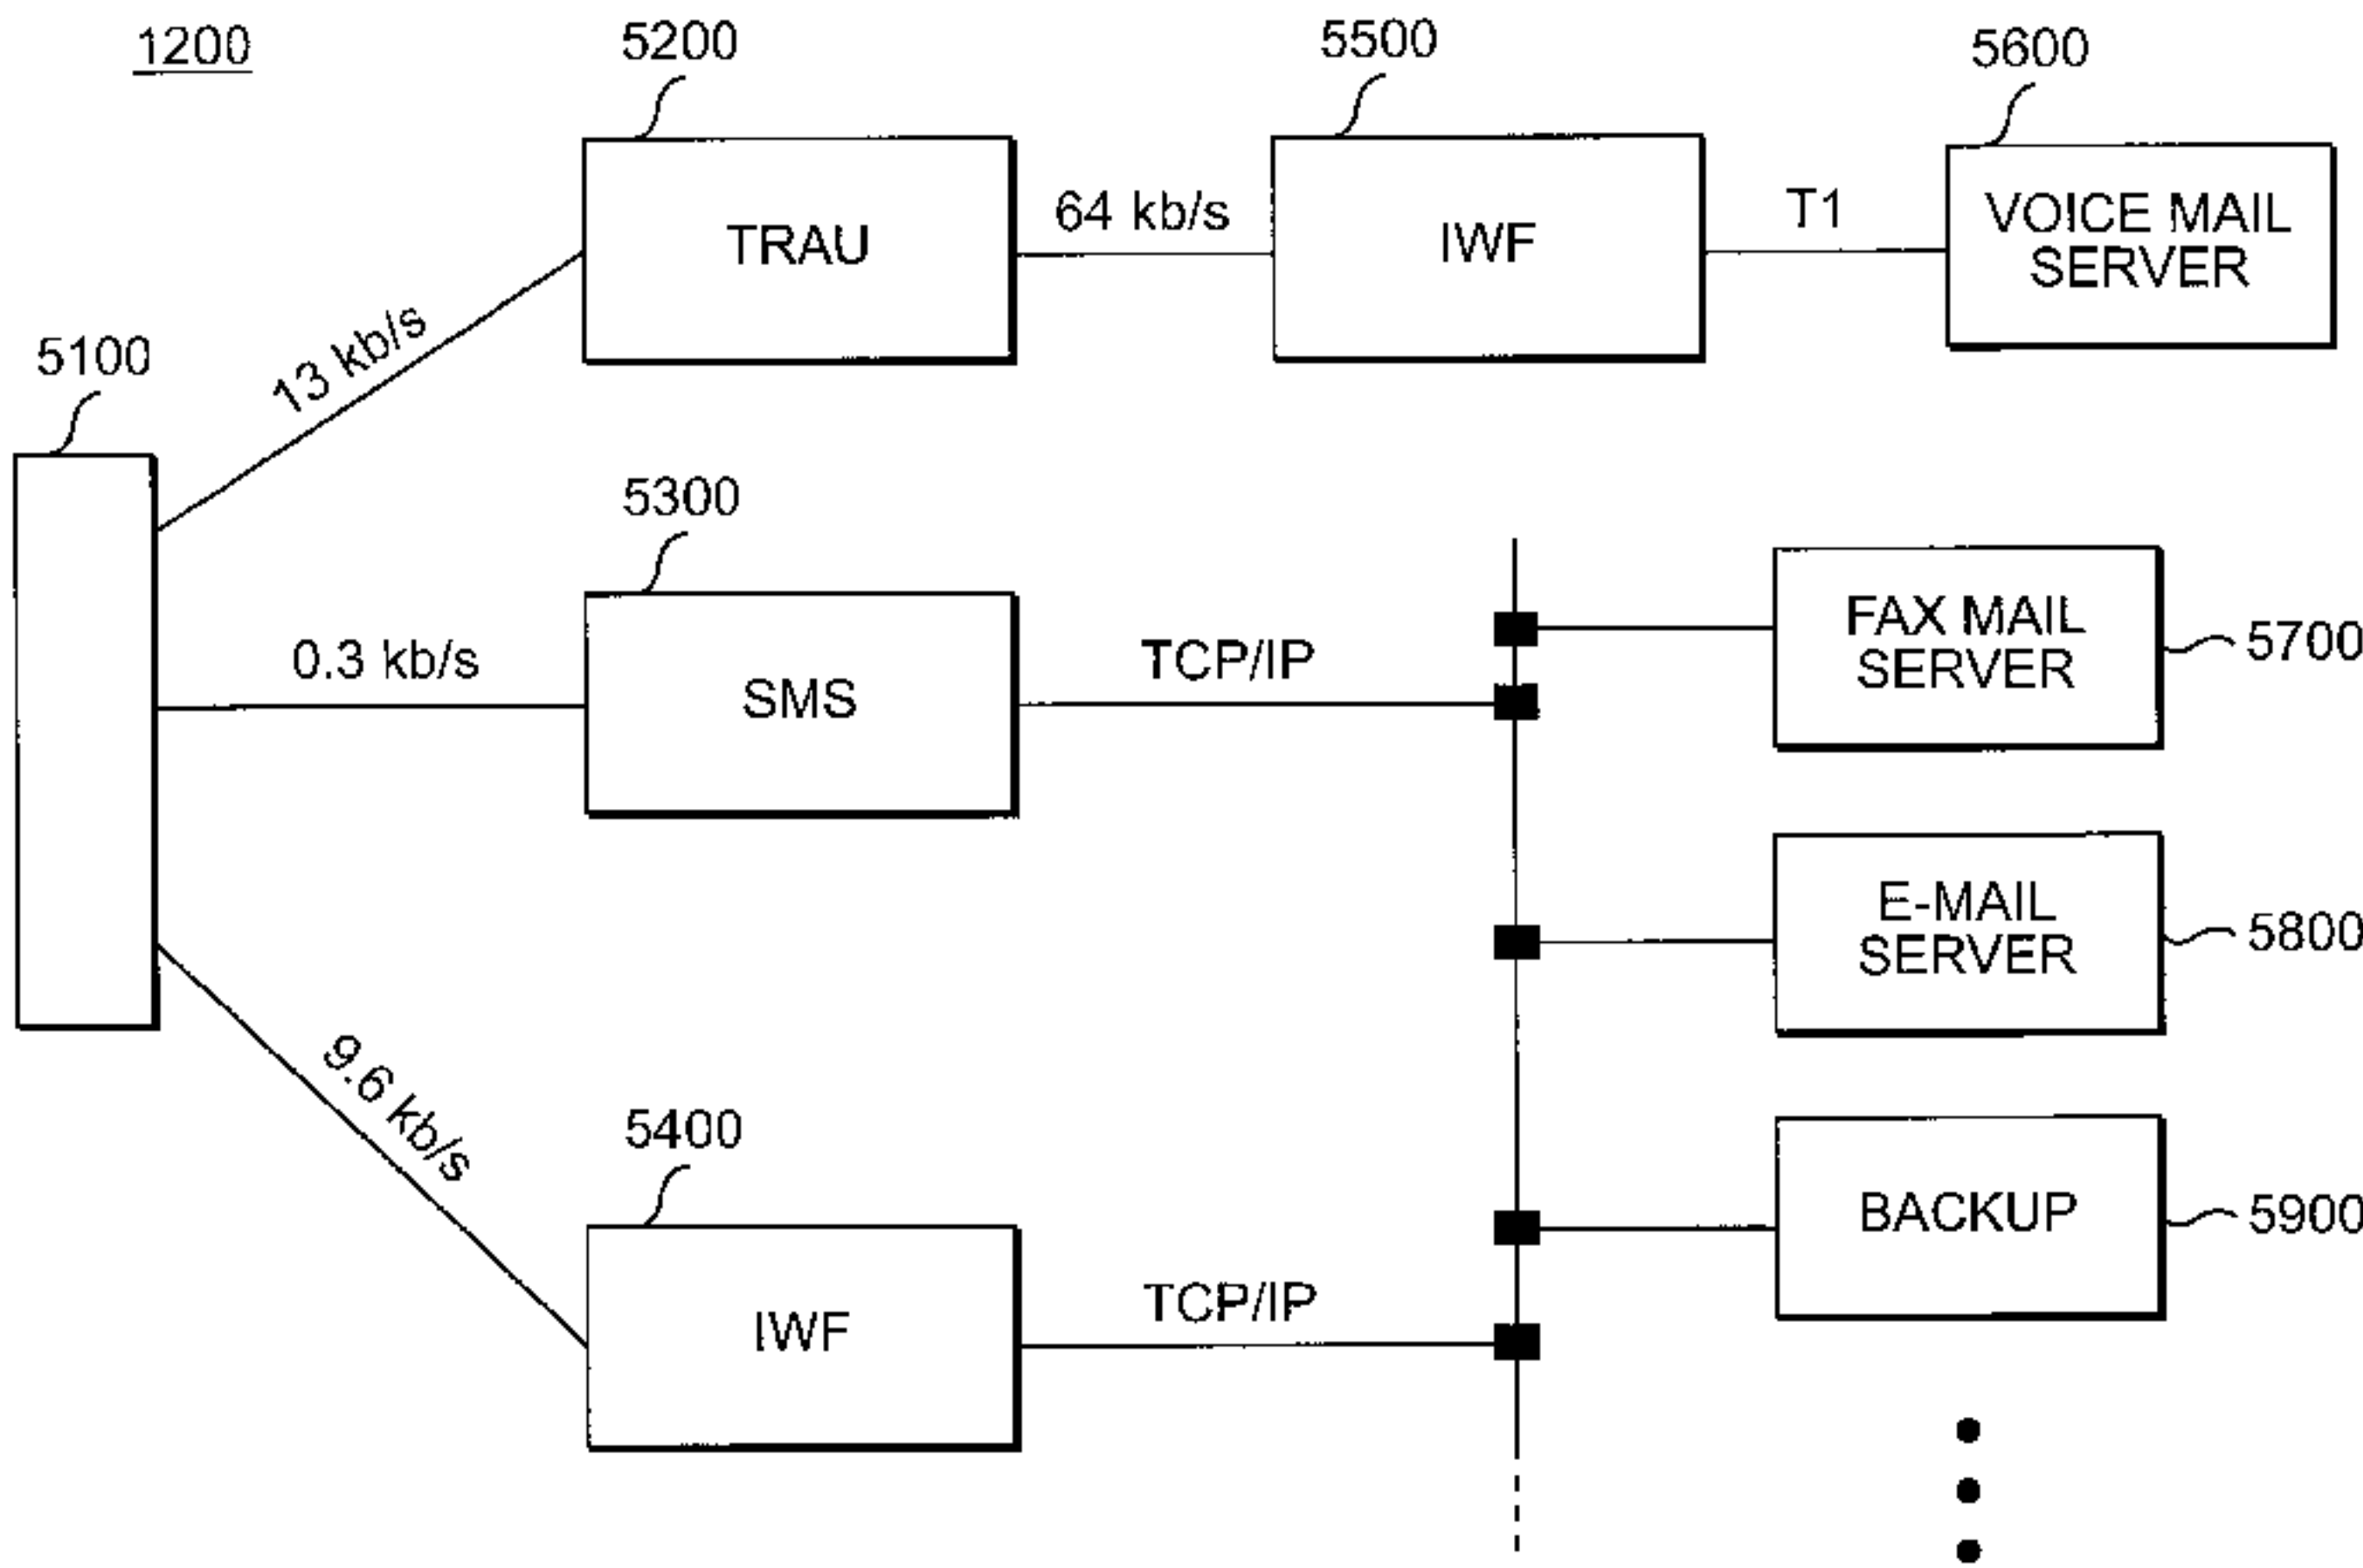 1200
5200
5500
5600
TRAU
64 kb/s
IWF
T1
VOICE MAIL
SERVER
13 kb/s
5100
5300
0.3 kb/s
SMS
TCP/IP
FAX MAIL
SERVER
5700
E-MAIL
SERVER
5800
9.6 kb/s
5400
IWF
TCP/IP
BACKUP
5900